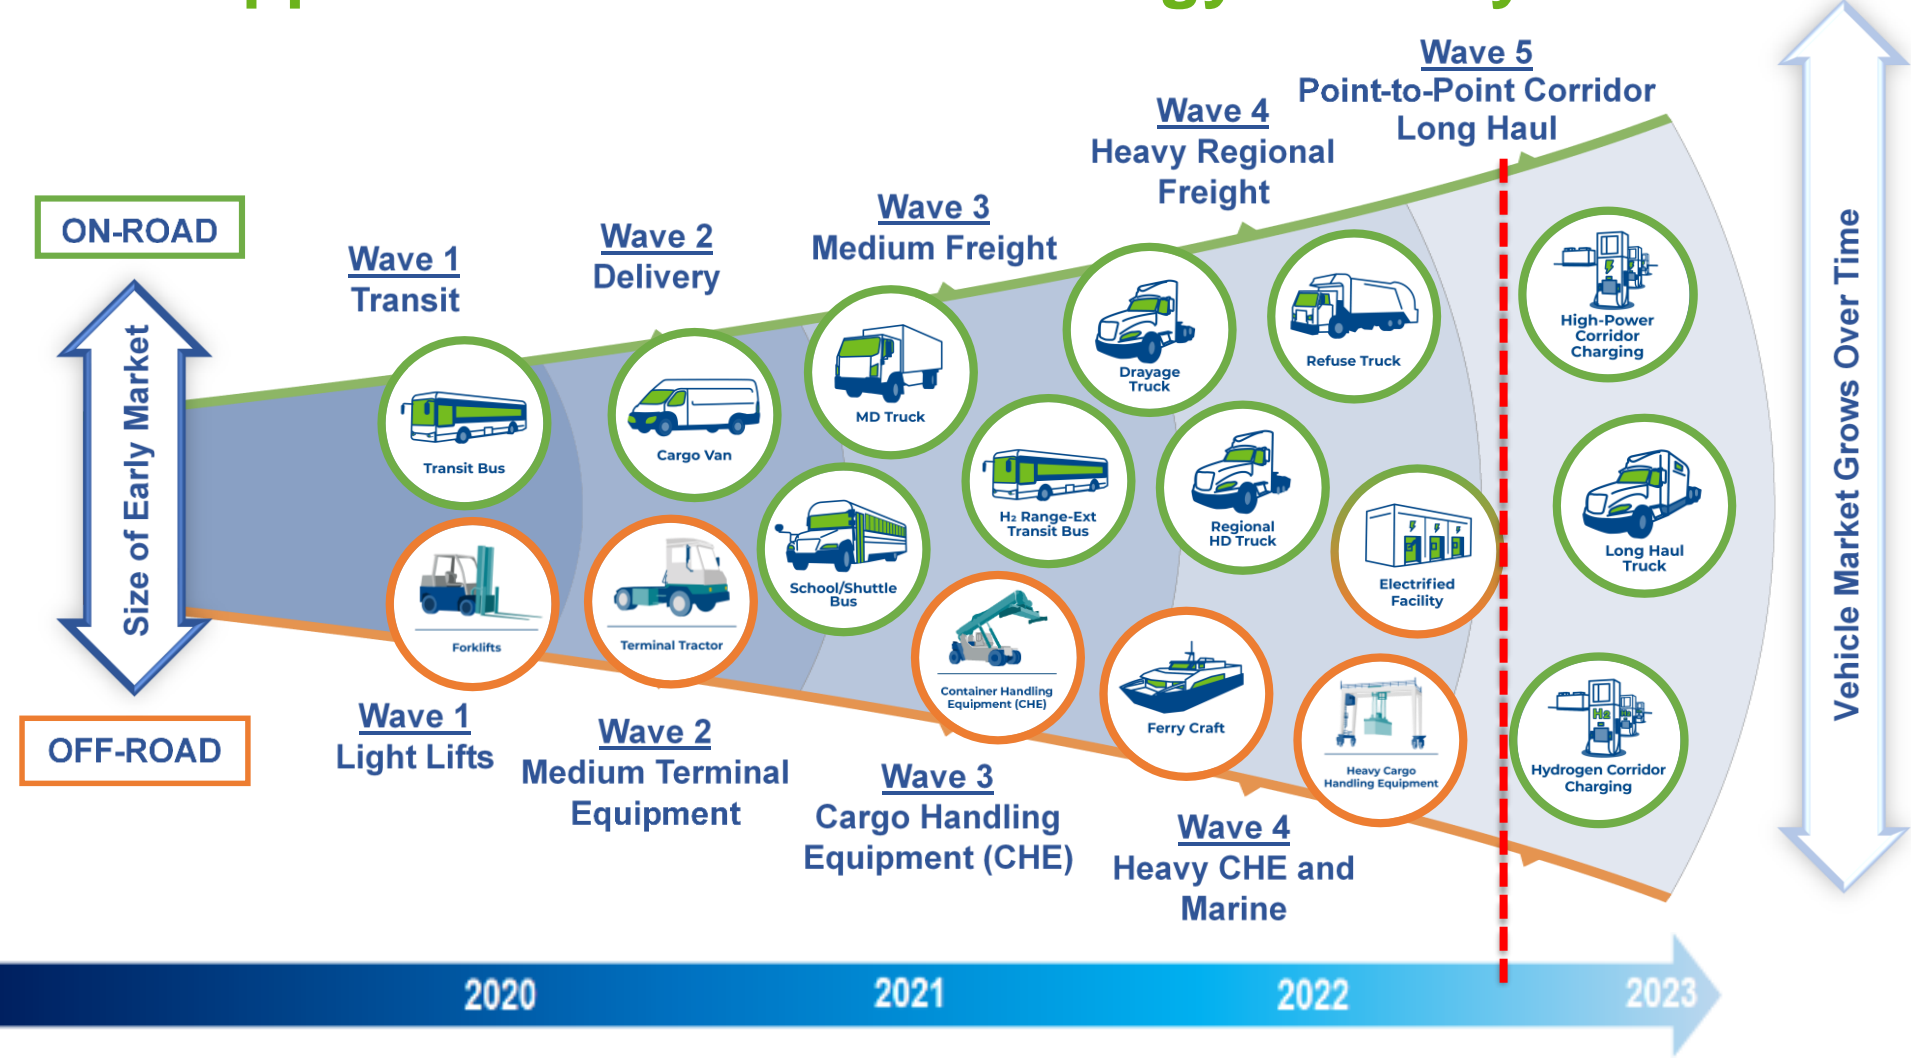 Wave 5
Point-to-Point Corridor
Long Haul
Wave 4
Heavy Regional
Freight
Wave 3
Medium Freight
Wave 2
Delivery
Wave 1
Transit
ON-ROAD
Size of Early Market
OFF-ROAD
Vehicle Market Grows Over Time
Transit Bus
Cargo Van
MD Truck
Drayage
Truck
Refuse Truck
High-Power
Corridor
Charging
School/Shuttle
Bus
H₂ Range-Ext
Transit Bus
Regional
HD Truck
Electrified
Facility
Long Haul
Truck
Forklifts
Terminal Tractor
Container Handling
Equipment (CHE)
Ferry Craft
Heavy Cargo
Handling Equipment
H2
Hydrogen Corridor
Charging
Wave 1
Light Lifts
Wave 2
Medium Terminal
Equipment
Wave 3
Cargo Handling
Equipment (CHE)
Wave 4
Heavy CHE and
Marine
2020
2021
2022
2023